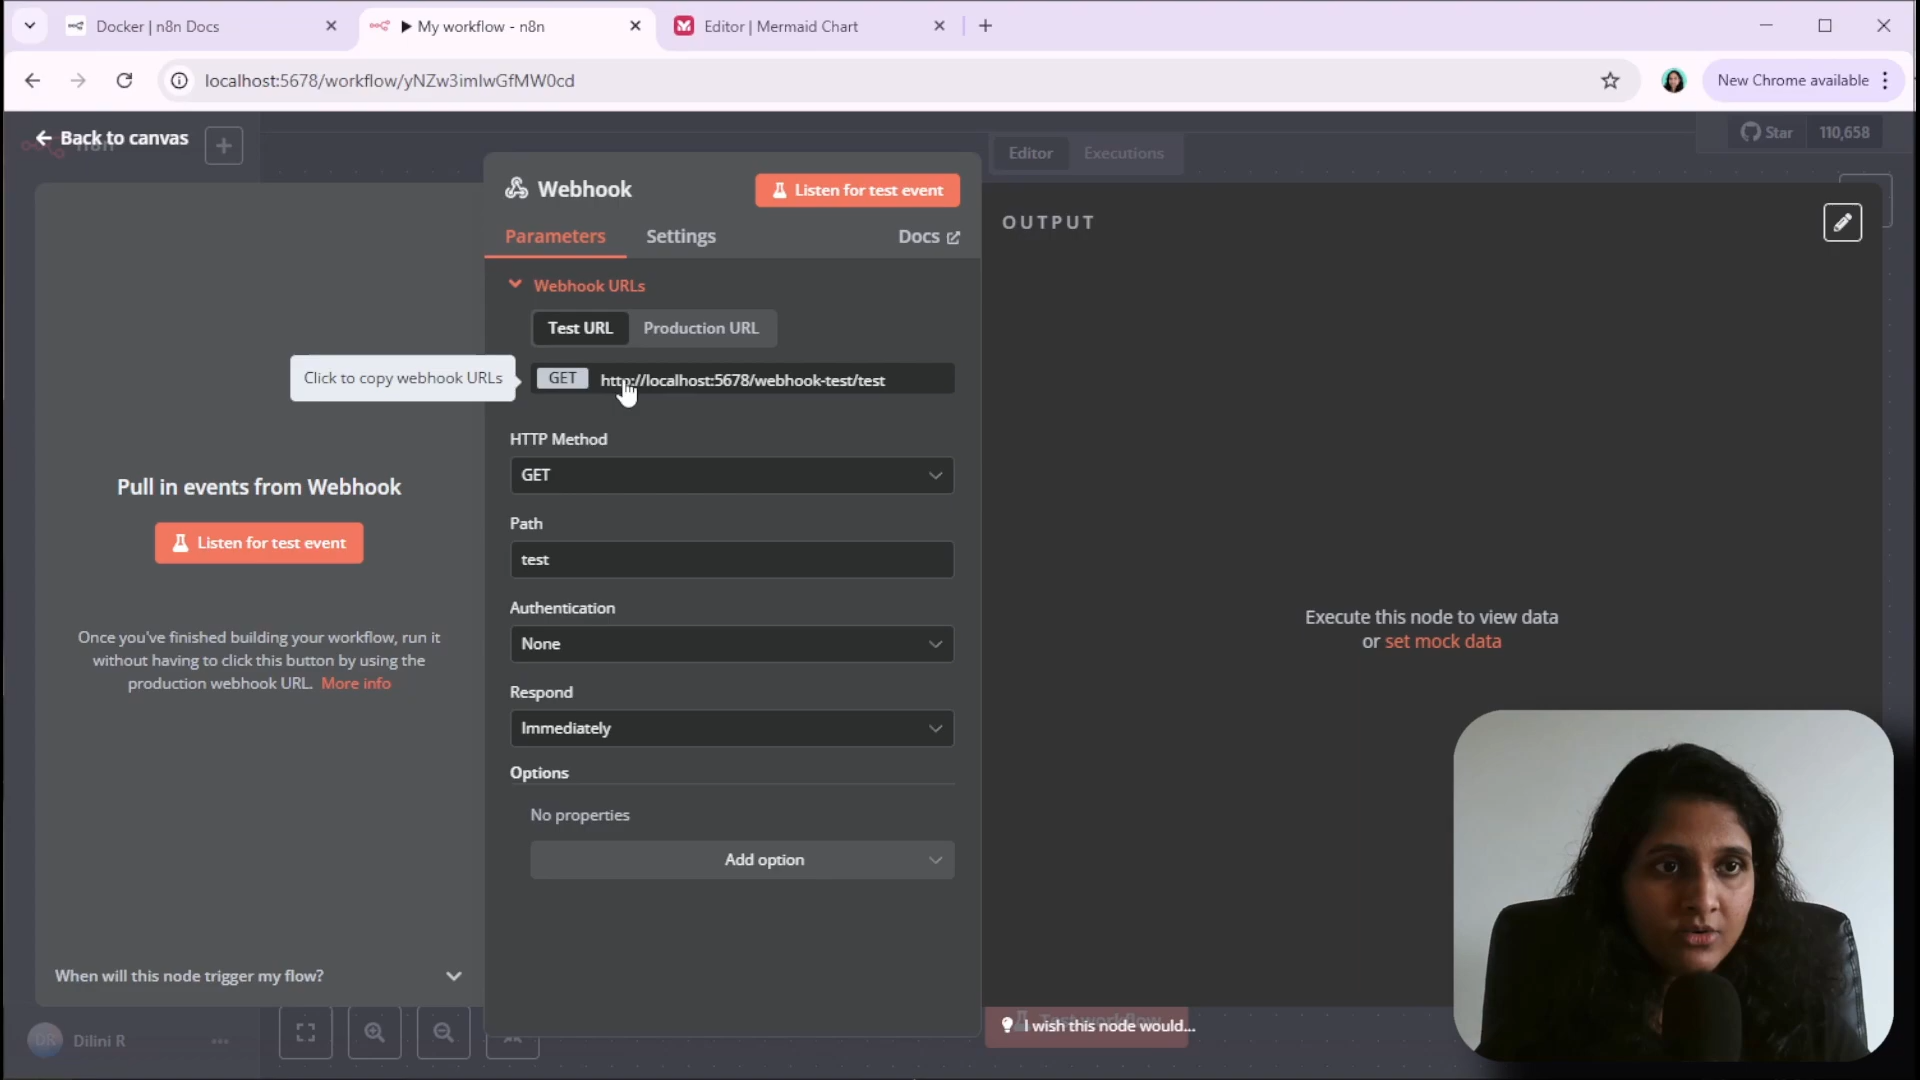 Docker | n8n Docs
▶ My workflow - n8n
Editor | Mermaid Chart
localhost:5678/workflow/yNZw3imIwGfMW0cd
New Chrome available
Back to canvas
n8n
Editor
Executions
Star
110,658
Webhook
Listen for test event
Parameters
Settings
Docs
OUTPUT
Webhook URLs
Test URL
Production URL
Click to copy webhook URLs
GET
http://localhost:5678/webhook-test/test
HTTP Method
GET
Pull in events from Webhook
Listen for test event
Path
test
Once you've finished building your workflow, run it
without having to click this button by using the
production webhook URL. More info
Authentication
None
Execute this node to view data
or set mock data
Respond
Immediately
Options
No properties
Add option
When will this node trigger my flow?
Test workflow
I wish this node would...
DR
Dilini R